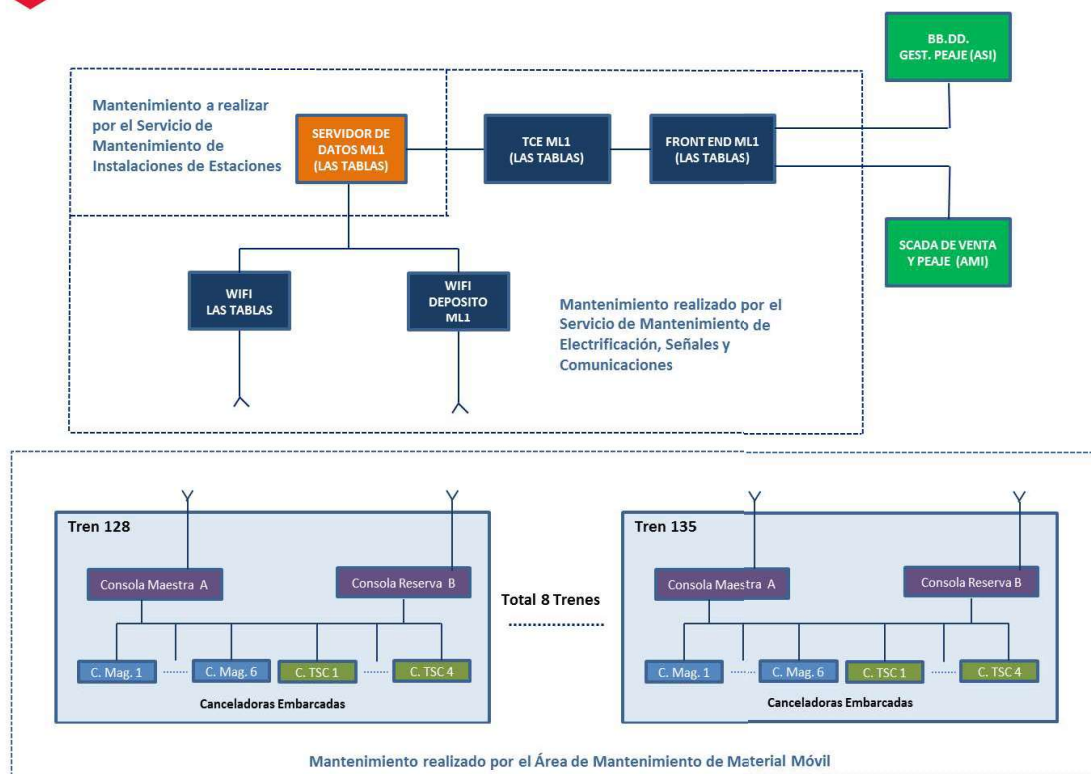 BB.DD.
GEST. PEAJE (ASI)
Mantenimiento a realizar
por el Servicio de
Mantenimiento de
Instalaciones de Estaciones
SERVIDOR DE
DATOS ML1
(LAS TABLAS)
TCE ML1
(LAS TABLAS)
FRONT END ML1
(LAS TABLAS)
SCADA DE VENTA
Y PEAJE (AMI)
WIFI
LAS TABLAS
WIFI
DEPOSITO
ML1
Mantenimiento realizado por el
Servicio de Mantenimiento de
Electrificación, Señales y
Comunicaciones
Tren 128
Consola Maestra A
Consola Reserva B
C. Mag. 1
........
C. Mag. 6
C. TSC 1
........
C. TSC 4
Canceladoras Embarcadas
Total 8 Trenes
................
Tren 135
Consola Maestra A
Consola Reserva B
C. Mag. 1
........
C. Mag. 6
C. TSC 1
........
C. TSC 4
Canceladoras Embarcadas
Mantenimiento realizado por el Área de Mantenimiento de Material Móvil